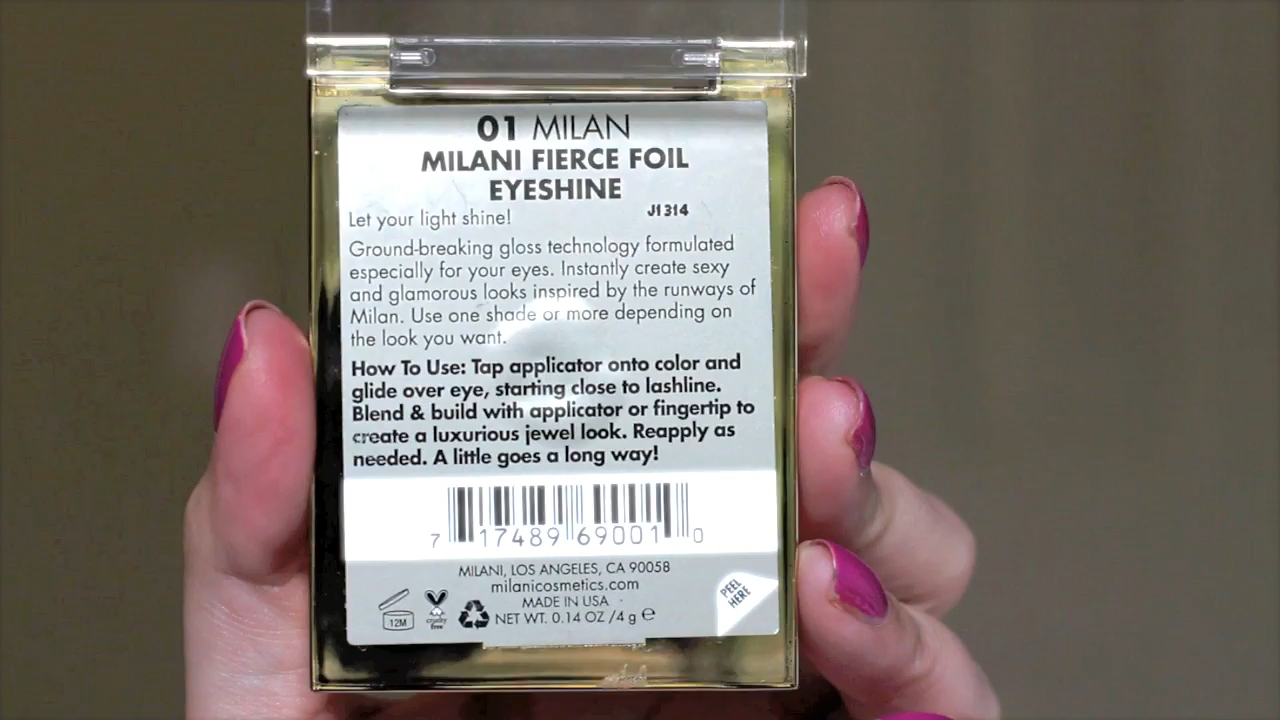 01 MILAN
MILANI FIERCE FOIL
EYESHINE
Let your light shine!
J1314
Ground-breaking gloss technology formulated
especially for your eyes. Instantly create sexy
and glamorous looks inspired by the runways of
Milan. Use one shade or more depending on
the look you want.
How To Use: Tap applicator onto color and
glide over eye, starting close to lashline.
Blend & build with applicator or fingertip to
create a luxurious jewel look. Reapply as
needed. A little goes a long way!
7 17489 69001 0
MILANI, LOS ANGELES, CA 90058
milanicosmetics.com
MADE IN USA
NET WT. 0.14 OZ /4 g ℮
12M
cruelty
free
PEEL
HERE